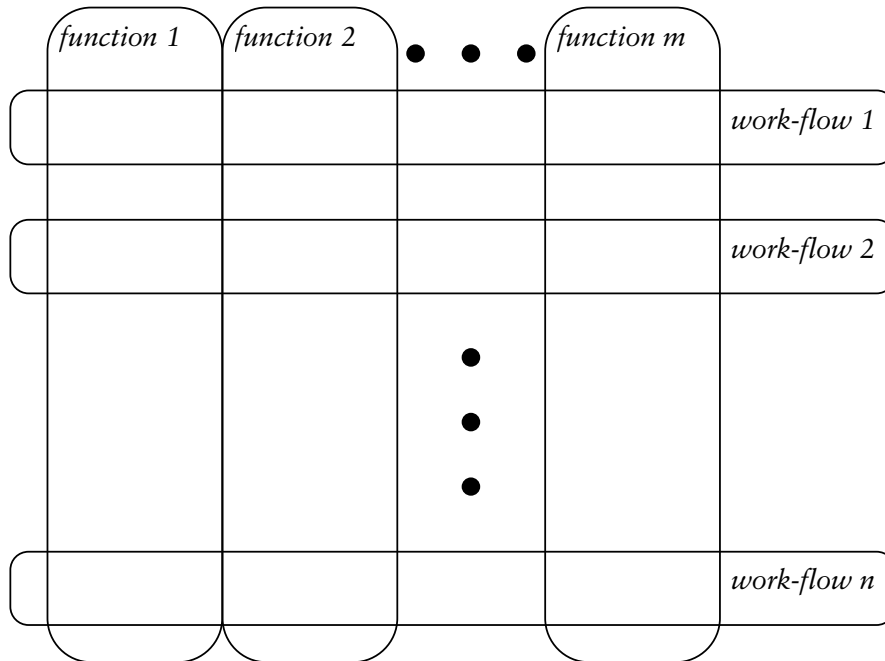 function 1
function 2
function m
work-flow 1
work-flow 2
work-flow n